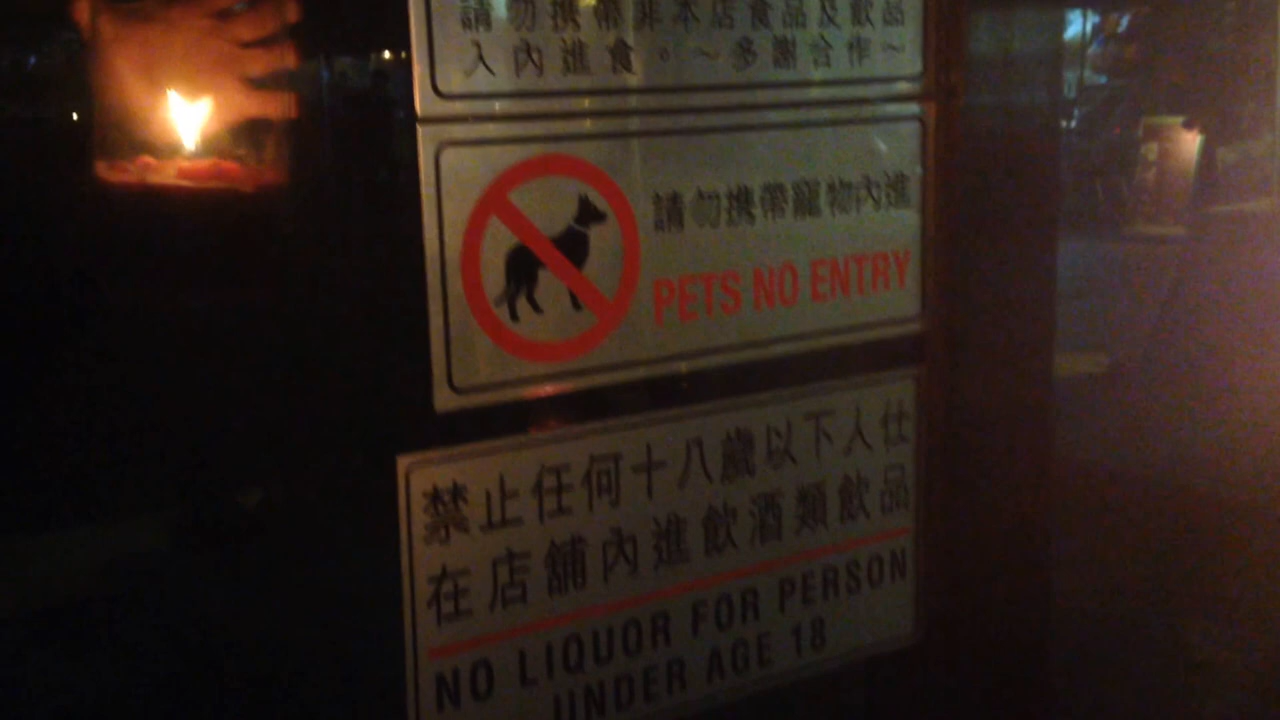 請勿攜帶非本店食品及飲品
入內進食。～多謝合作～
請勿攜帶寵物內進
PETS NO ENTRY
禁止任何十八歲以下人仕
在店舖內進飲酒類飲品
NO LIQUOR FOR PERSON
UNDER AGE 18